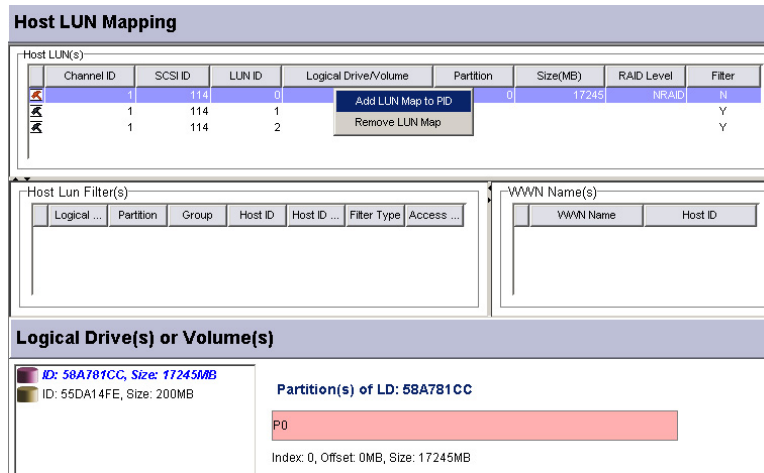 Host LUN Mapping
Host LUN(s)
Channel ID SCSI ID LUN ID Logical Drive/Volume Partition Size(MB) RAID Level Filter
1 114 0 0 17245 NRAID N
1 114 1 Y
1 114 2 Y
Add LUN Map to PID
Remove LUN Map
Host Lun Filter(s)
Logical ... Partition Group Host ID Host ID ... Filter Type Access ...
WWN Name(s)
WWN Name Host ID
Logical Drive(s) or Volume(s)
ID: 58A781CC, Size: 17245MB
ID: 55DA14FE, Size: 200MB
Partition(s) of LD: 58A781CC
P0
Index: 0, Offset: 0MB, Size: 17245MB